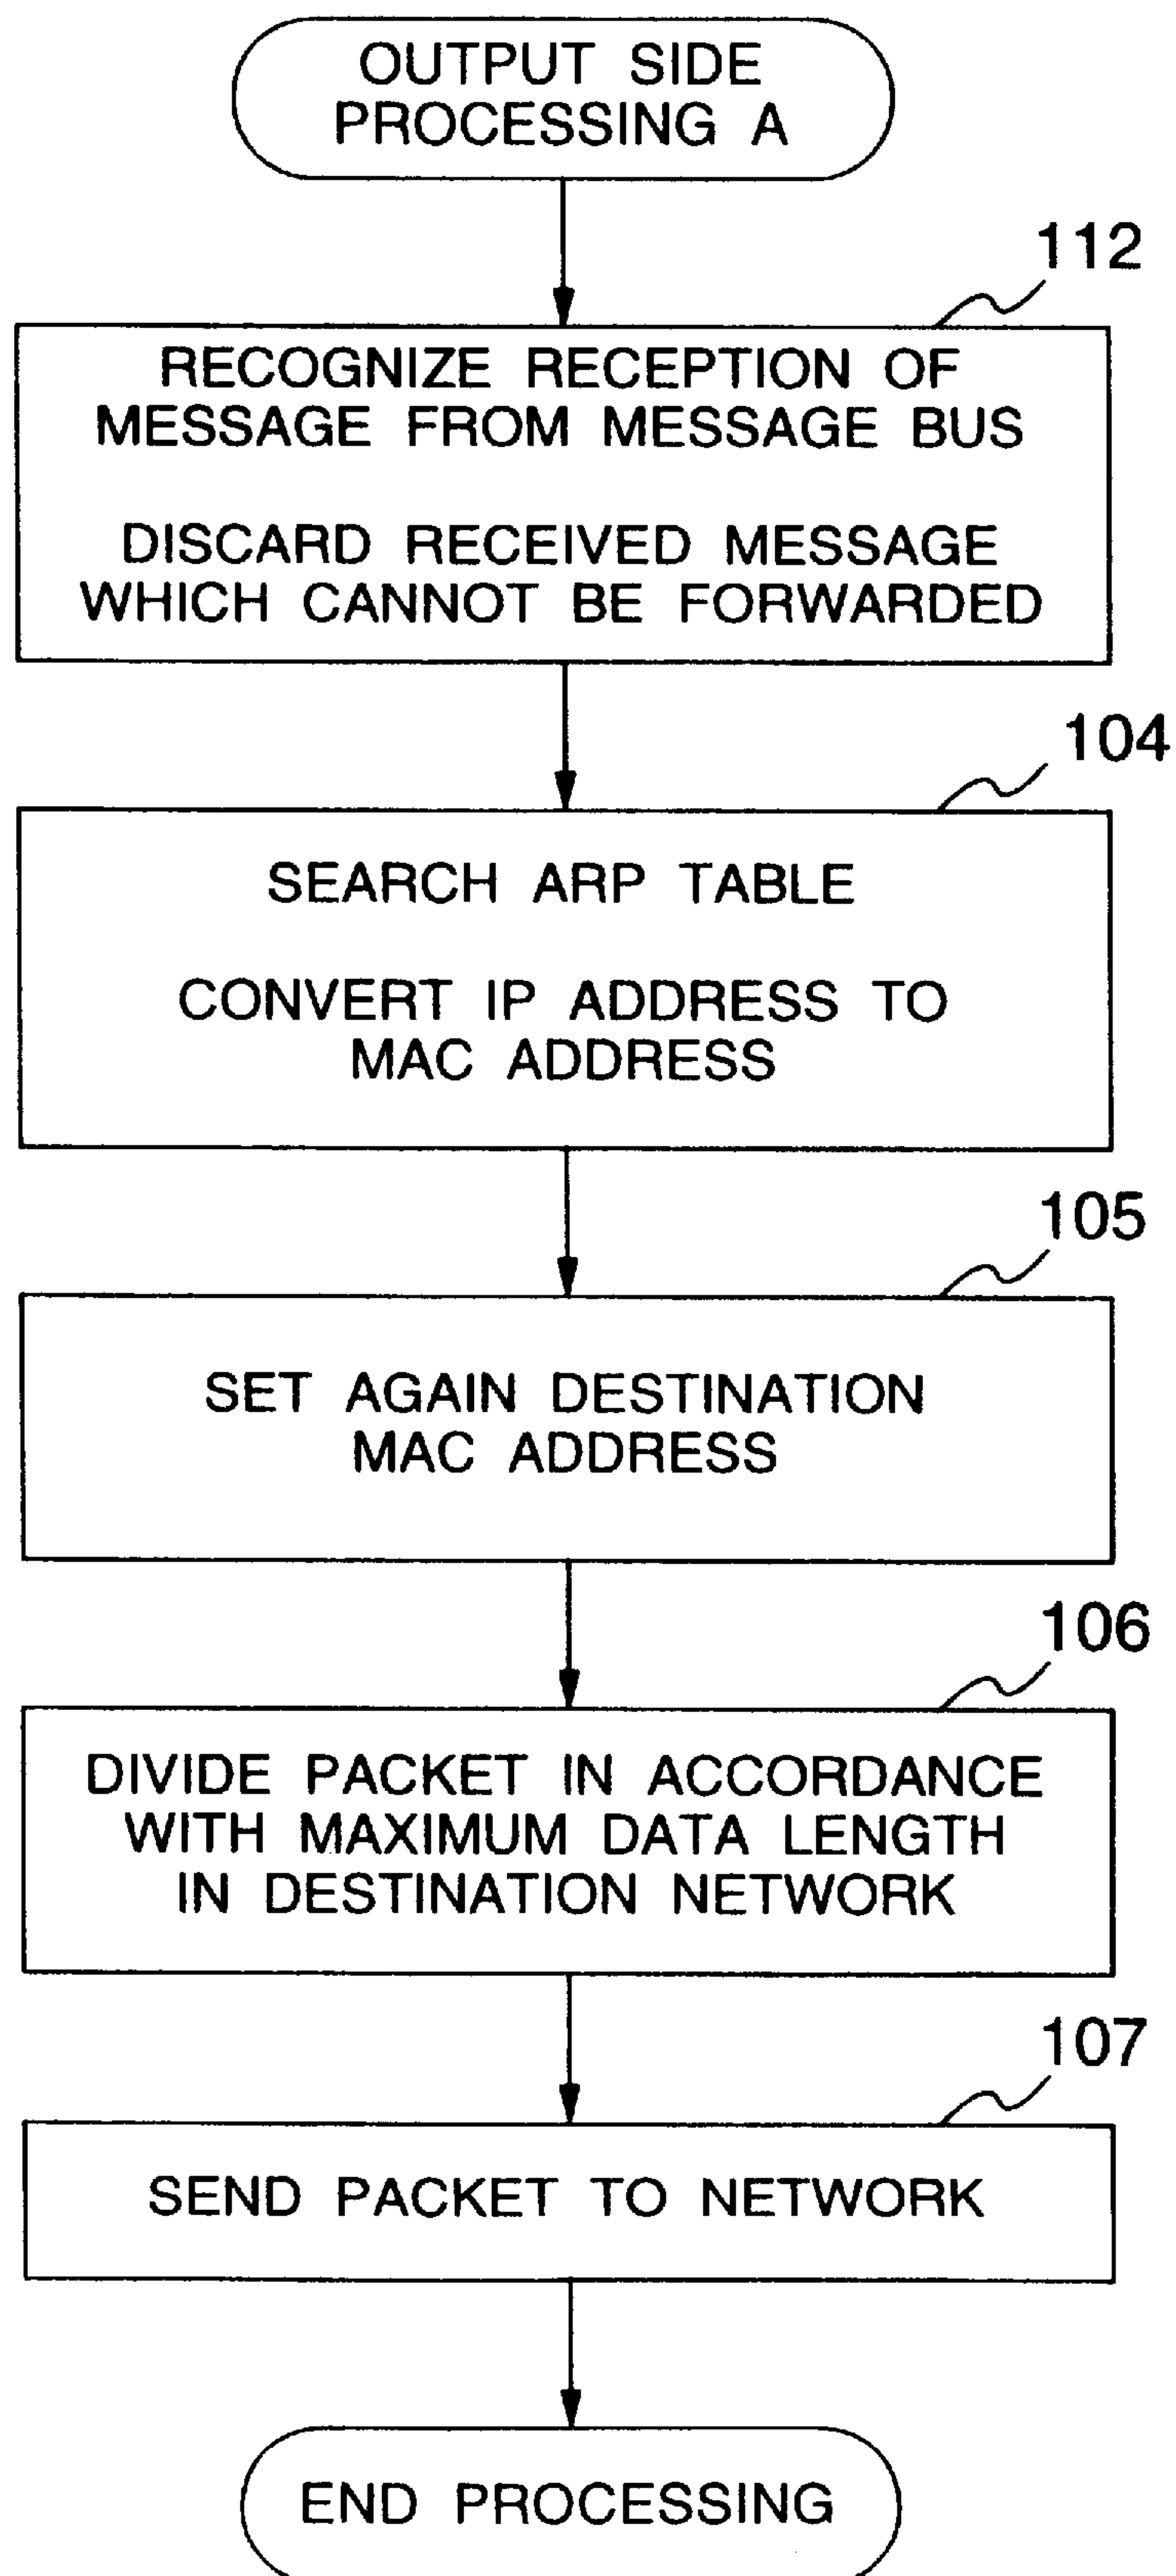 OUTPUT SIDE
PROCESSING A
112
RECOGNIZE RECEPTION OF
MESSAGE FROM MESSAGE BUS
DISCARD RECEIVED MESSAGE
WHICH CANNOT BE FORWARDED
104
SEARCH ARP TABLE
CONVERT IP ADDRESS TO
MAC ADDRESS
105
SET AGAIN DESTINATION
MAC ADDRESS
106
DIVIDE PACKET IN ACCORDANCE
WITH MAXIMUM DATA LENGTH
IN DESTINATION NETWORK
107
SEND PACKET TO NETWORK
END PROCESSING